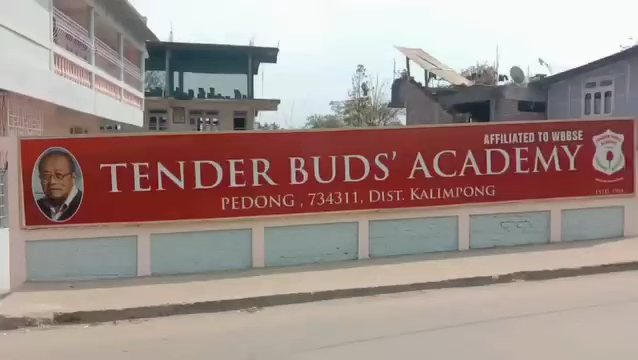 AFFILIATED TO WBBSE
TENDER BUDS' ACADEMY
PEDONG , 734311, DIST. KALIMPONG